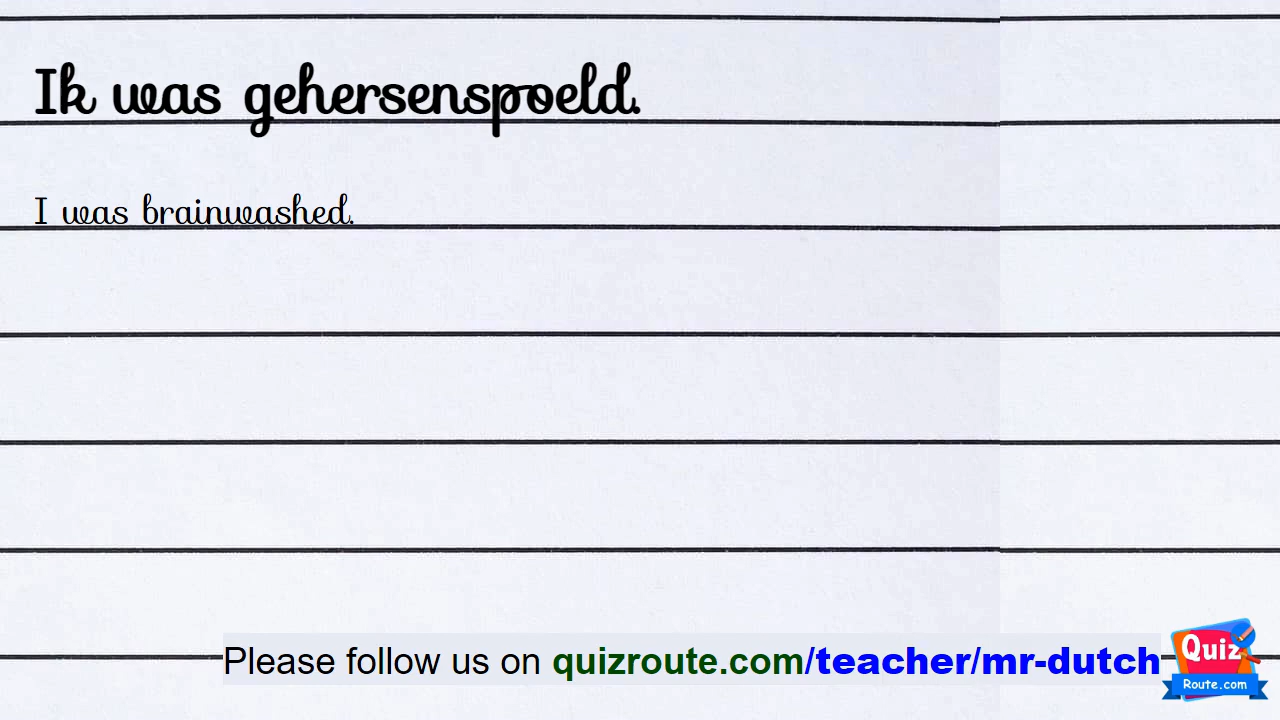 Ik was gehersenspoeld.
I was brainwashed.
Please follow us on quizroute.com/teacher/mr-dutch
Quiz
Route.com